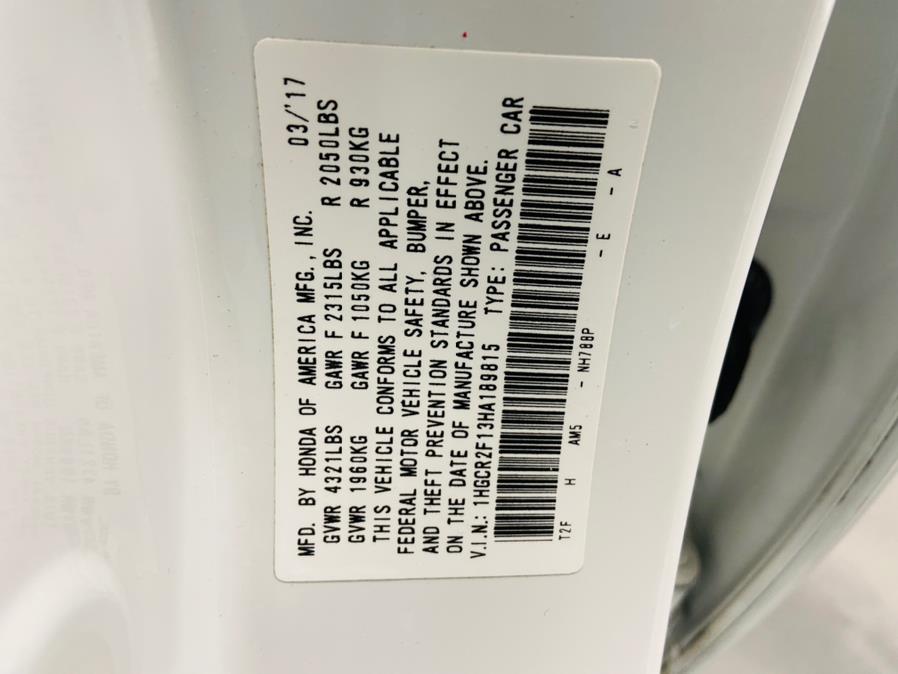 MFD. BY HONDA OF AMERICA MFG., INC. 03/'17
GVWR 4321LBS GAWR F 2315LBS R 2050LBS
GVWR 1960KG GAWR F 1050KG R 930KG
THIS VEHICLE CONFORMS TO ALL APPLICABLE
FEDERAL MOTOR VEHICLE SAFETY, BUMPER,
AND THEFT PREVENTION STANDARDS IN EFFECT
ON THE DATE OF MANUFACTURE SHOWN ABOVE.
V.I.N.: 1HGCR2F13HA189815 TYPE: PASSENGER CAR
T2F H AM5 - NH788P - E - A